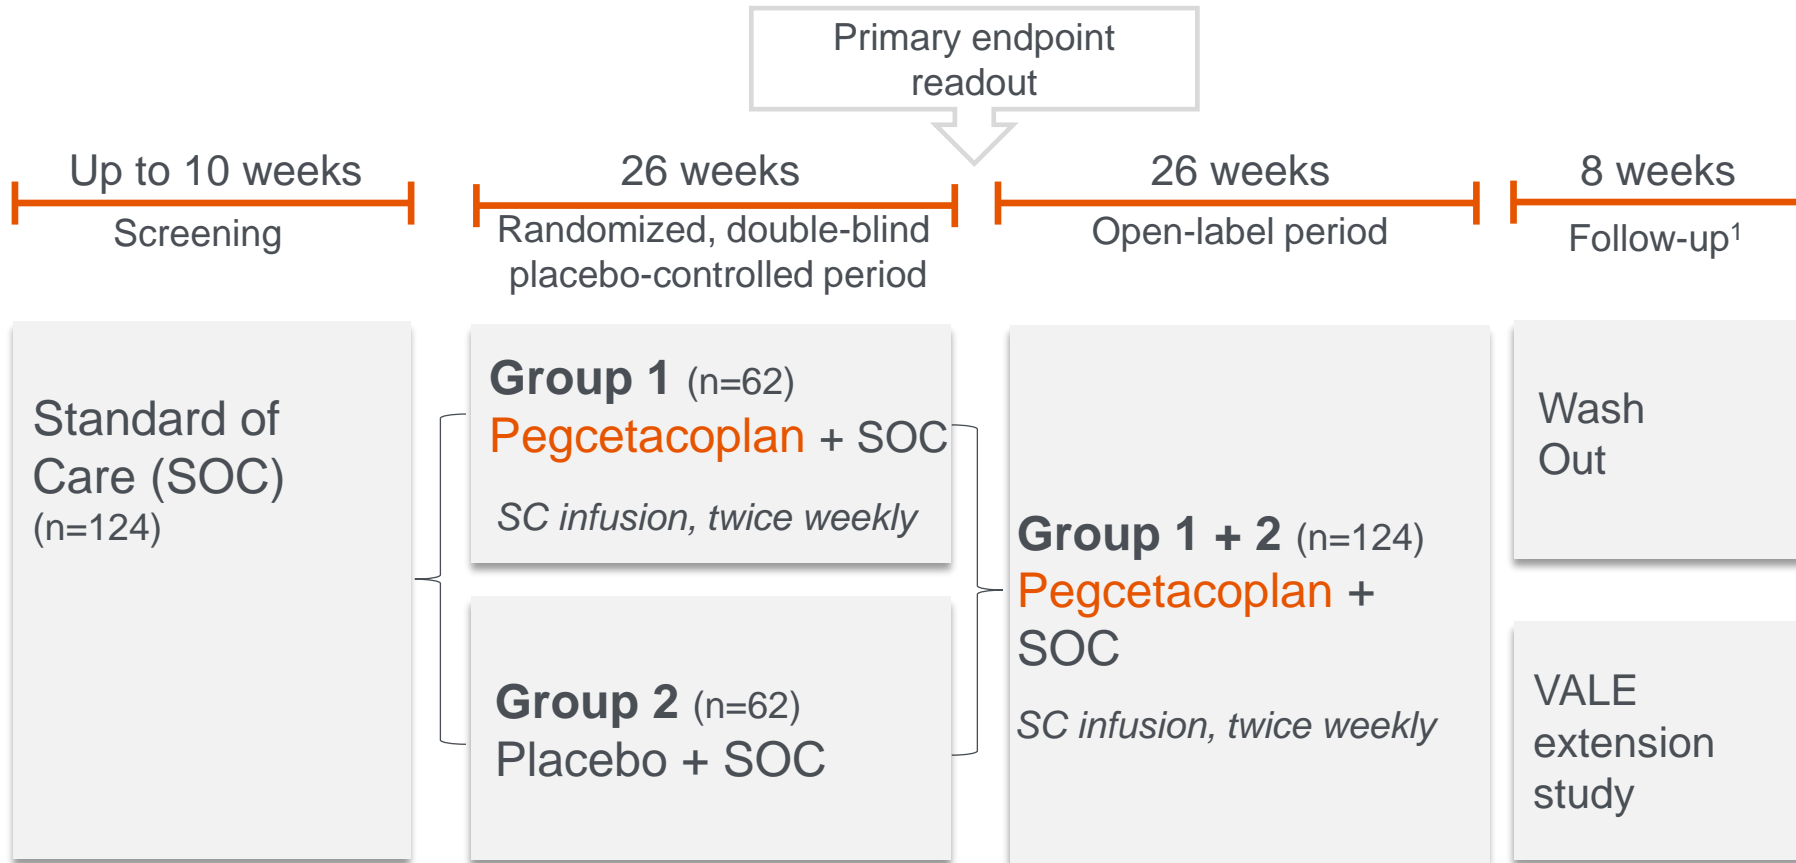 Primary endpoint
readout
Up to 10 weeks
Screening
26 weeks
Randomized, double-blind
placebo-controlled period
26 weeks
Open-label period
8 weeks
Follow-up¹
Standard of
Care (SOC)
(n=124)
Group 1 (n=62)
Pegcetacoplan + SOC
SC infusion, twice weekly
Group 2 (n=62)
Placebo + SOC
Group 1 + 2 (n=124)
Pegcetacoplan +
SOC
SC infusion, twice weekly
Wash
Out
VALE
extension
study